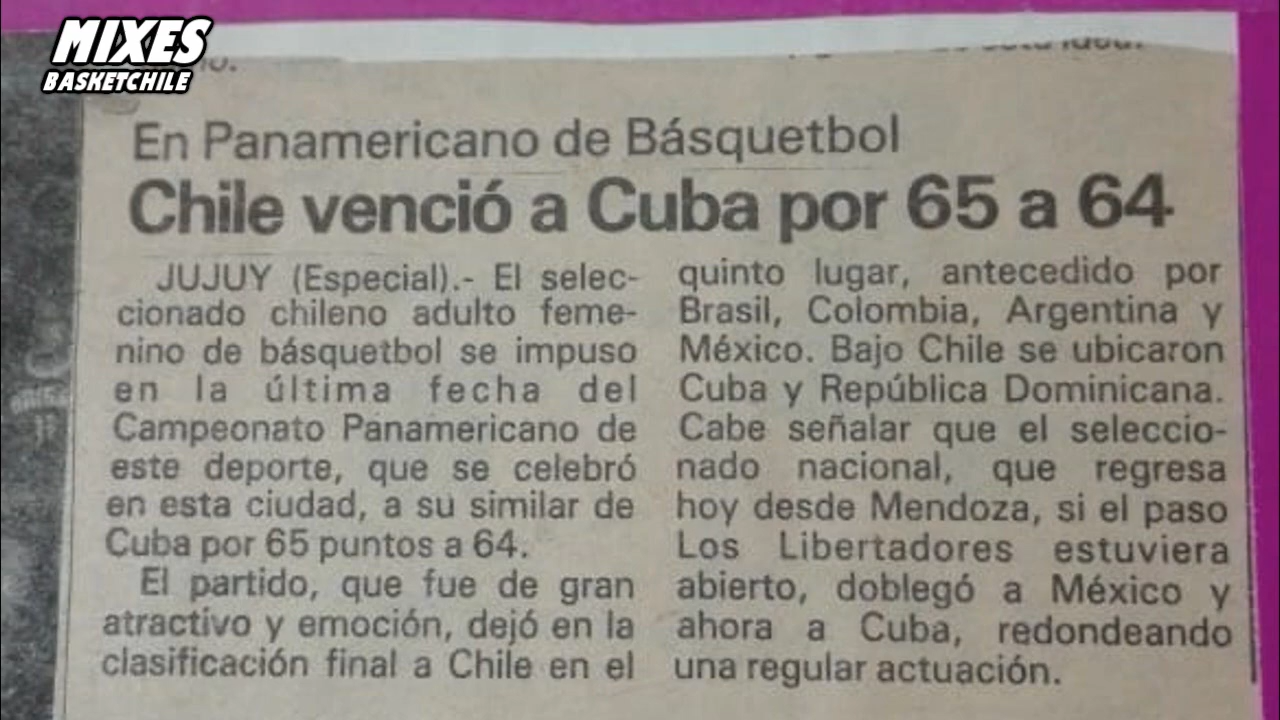 MIXES
BASKETCHILE
En Panamericano de Básquetbol
Chile venció a Cuba por 65 a 64
JUJUY (Especial).- El selec-
cionado chileno adulto feme-
nino de básquetbol se impuso
en la última fecha del
Campeonato Panamericano de
este deporte, que se celebró
en esta ciudad, a su similar de
Cuba por 65 puntos a 64.
El partido, que fue de gran
atractivo y emoción, dejó en la
clasificación final a Chile en el
quinto lugar, antecedido por
Brasil, Colombia, Argentina y
México. Bajo Chile se ubicaron
Cuba y República Dominicana.
Cabe señalar que el seleccio-
nado nacional, que regresa
hoy desde Mendoza, si el paso
Los Libertadores estuviera
abierto, doblegó a México y
ahora a Cuba, redondeando
una regular actuación.